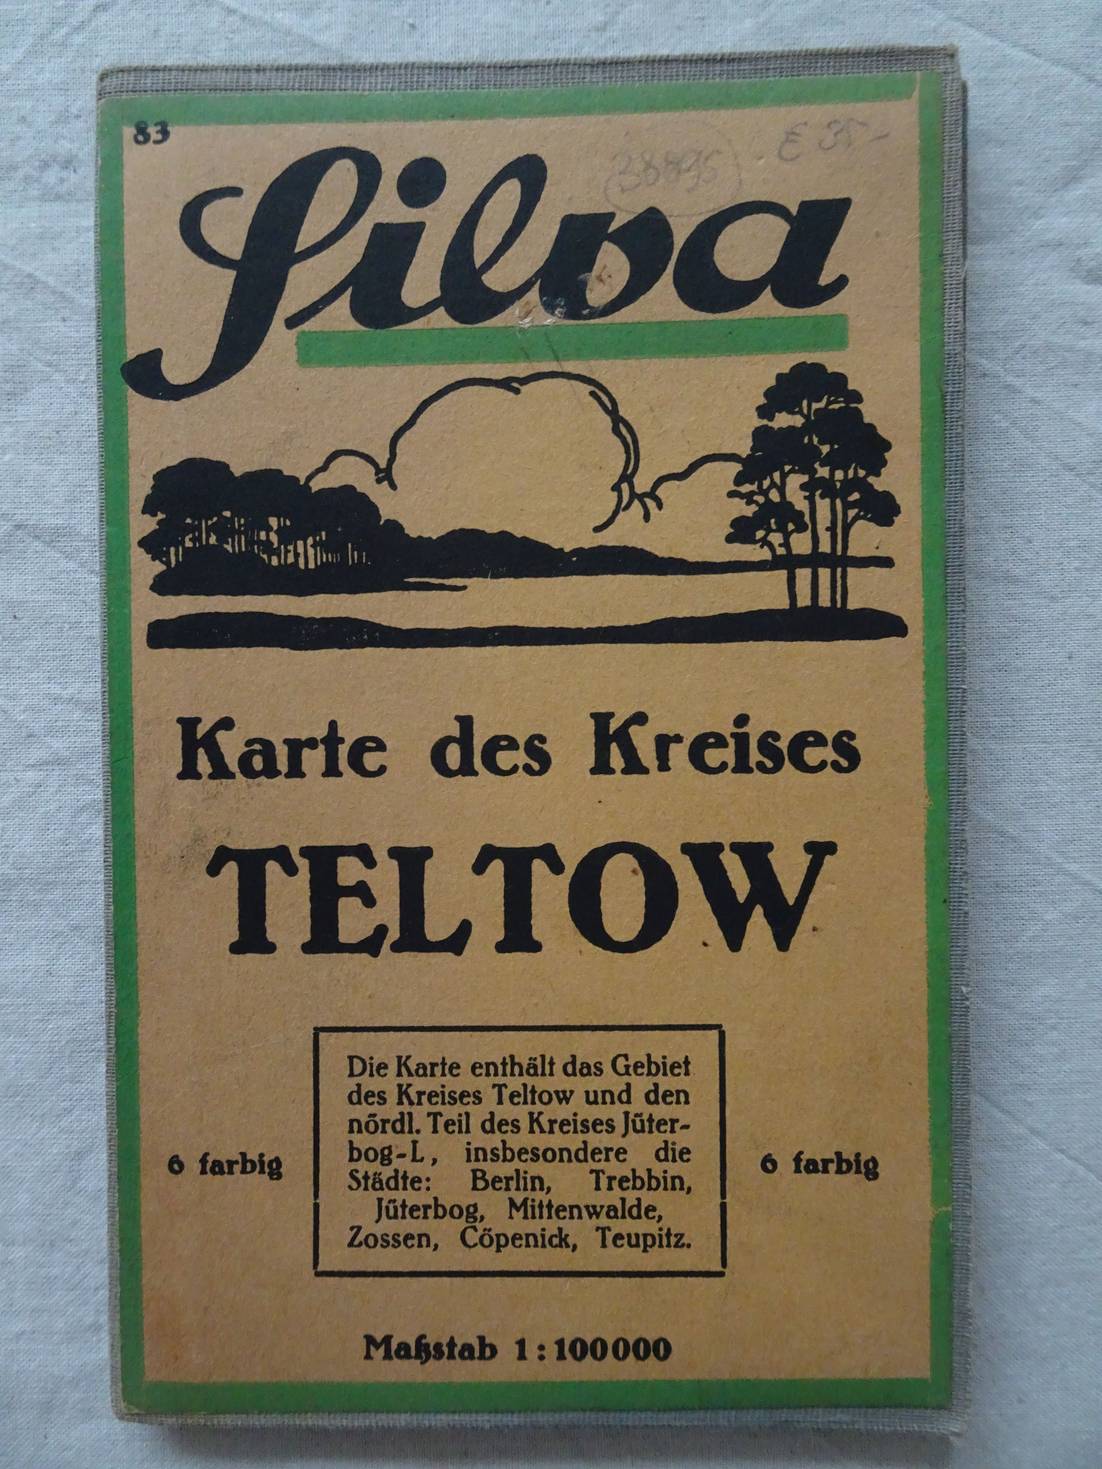 83
Silva
Karte des Kreises
TELTOW
Die Karte enthält das Gebiet
des Kreises Teltow und den
nördl. Teil des Kreises Jüter-
bog-L, insbesondere die
Städte: Berlin, Trebbin,
Jüterbog, Mittenwalde,
Zossen, Cöpenick, Teupitz.
6 farbig
6 farbig
Maßstab 1:100000